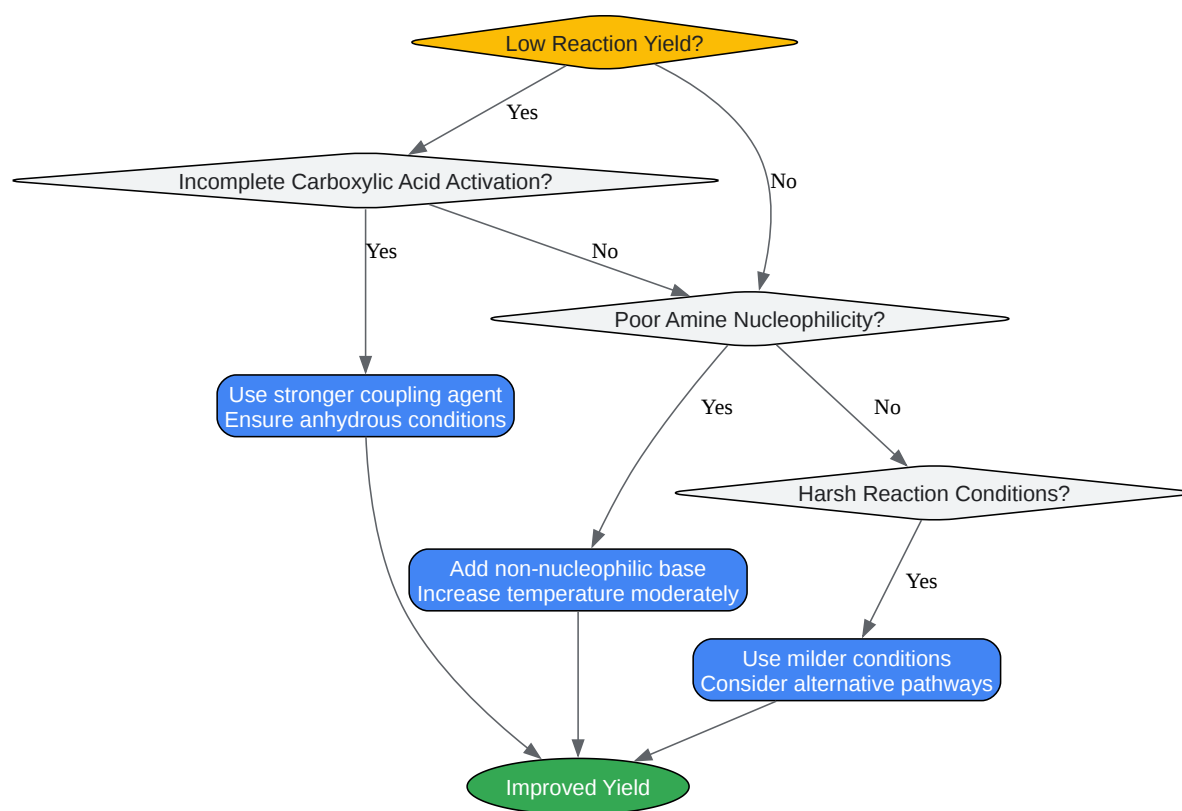 Low Reaction Yield?
Yes
Incomplete Carboxylic Acid Activation?
No
Yes
No
Poor Amine Nucleophilicity?
Use stronger coupling agent
Ensure anhydrous conditions
Yes
No
Harsh Reaction Conditions?
Add non-nucleophilic base
Increase temperature moderately
Yes
Use milder conditions
Consider alternative pathways
Improved Yield